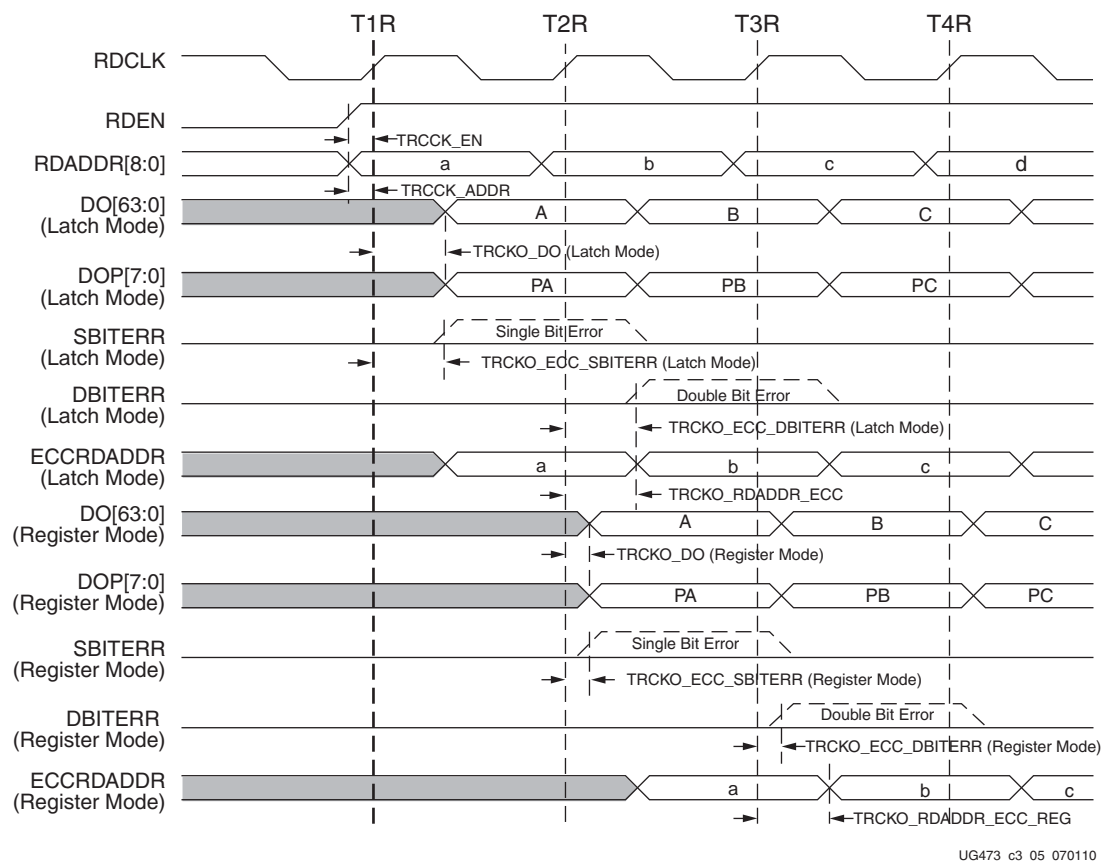 T1R T2R T3R T4R
RDCLK
RDEN
TRCCK_EN
RDADDR[8:0] a b c d
TRCCK_ADDR
DO[63:0]
(Latch Mode) A B C
TRCKO_DO (Latch Mode)
DOP[7:0]
(Latch Mode) PA PB PC
SBITERR
(Latch Mode) Single Bit Error
TRCKO_ECC_SBITERR (Latch Mode)
DBITERR
(Latch Mode) Double Bit Error
TRCKO_ECC_DBITERR (Latch Mode)
ECCRDADDR
(Latch Mode) a b c
TRCKO_RDADDR_ECC
DO[63:0]
(Register Mode) A B C
TRCKO_DO (Register Mode)
DOP[7:0]
(Register Mode) PA PB PC
SBITERR
(Register Mode) Single Bit Error
TRCKO_ECC_SBITERR (Register Mode)
DBITERR
(Register Mode) Double Bit Error
TRCKO_ECC_DBITERR (Register Mode)
ECCRDADDR
(Register Mode) a b c
TRCKO_RDADDR_ECC_REG
UG473_c3_05_070110